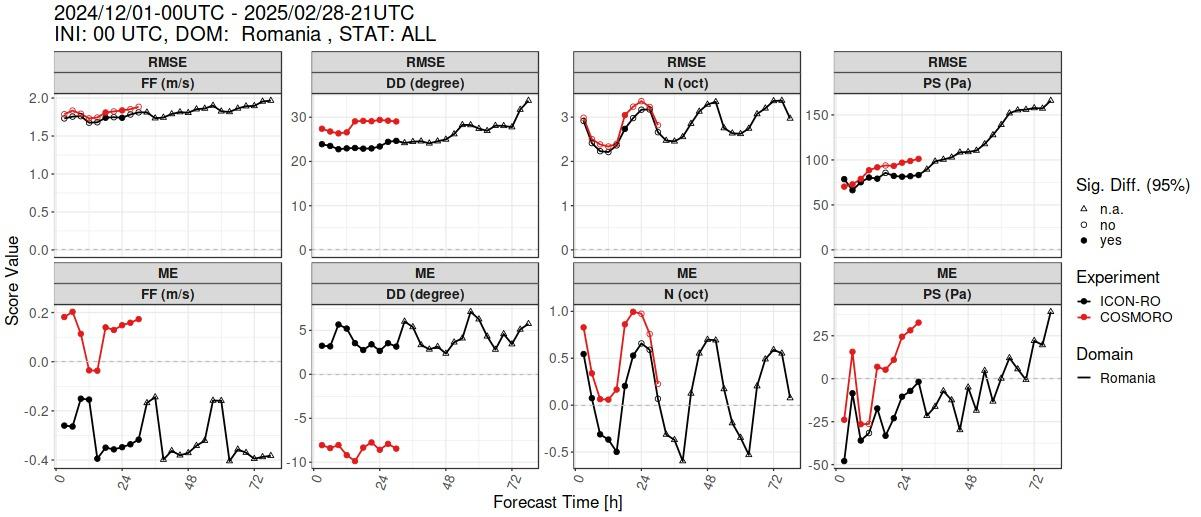 2024/12/01-00UTC - 2025/02/28-21UTC
INI: 00 UTC, DOM:  Romania , STAT: ALL
RMSE RMSE RMSE RMSE
FF (m/s) DD (degree) N (oct) PS (Pa)
2.0
1.5
1.0
0.5
0.0
30
20
10
0
3
2
1
0
150
100
50
0
ME ME ME ME
FF (m/s) DD (degree) N (oct) PS (Pa)
0.2
0.0
-0.2
-0.4
5
0
-5
-10
1.0
0.5
0.0
-0.5
25
0
-25
-50
0 24 48 72 0 24 48 72 0 24 48 72 0 24 48 72
Score Value
Forecast Time [h]
Sig. Diff. (95%)
n.a.
no
yes
Experiment
ICON-RO
COSMORO
Domain
Romania